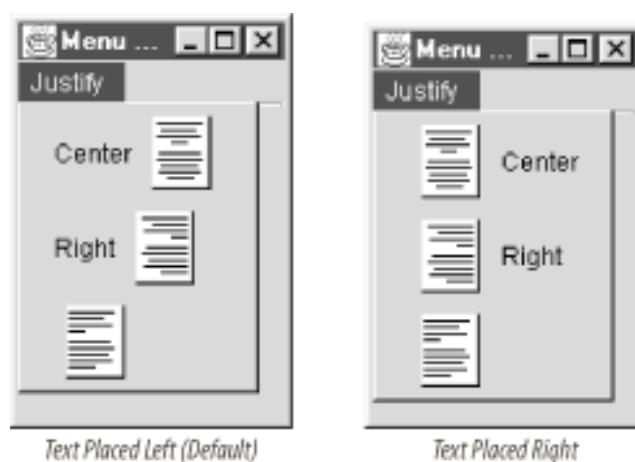 Menu ...
Justify
Center
Right
Text Placed Left (Default)
Menu ...
Justify
Center
Right
Text Placed Right